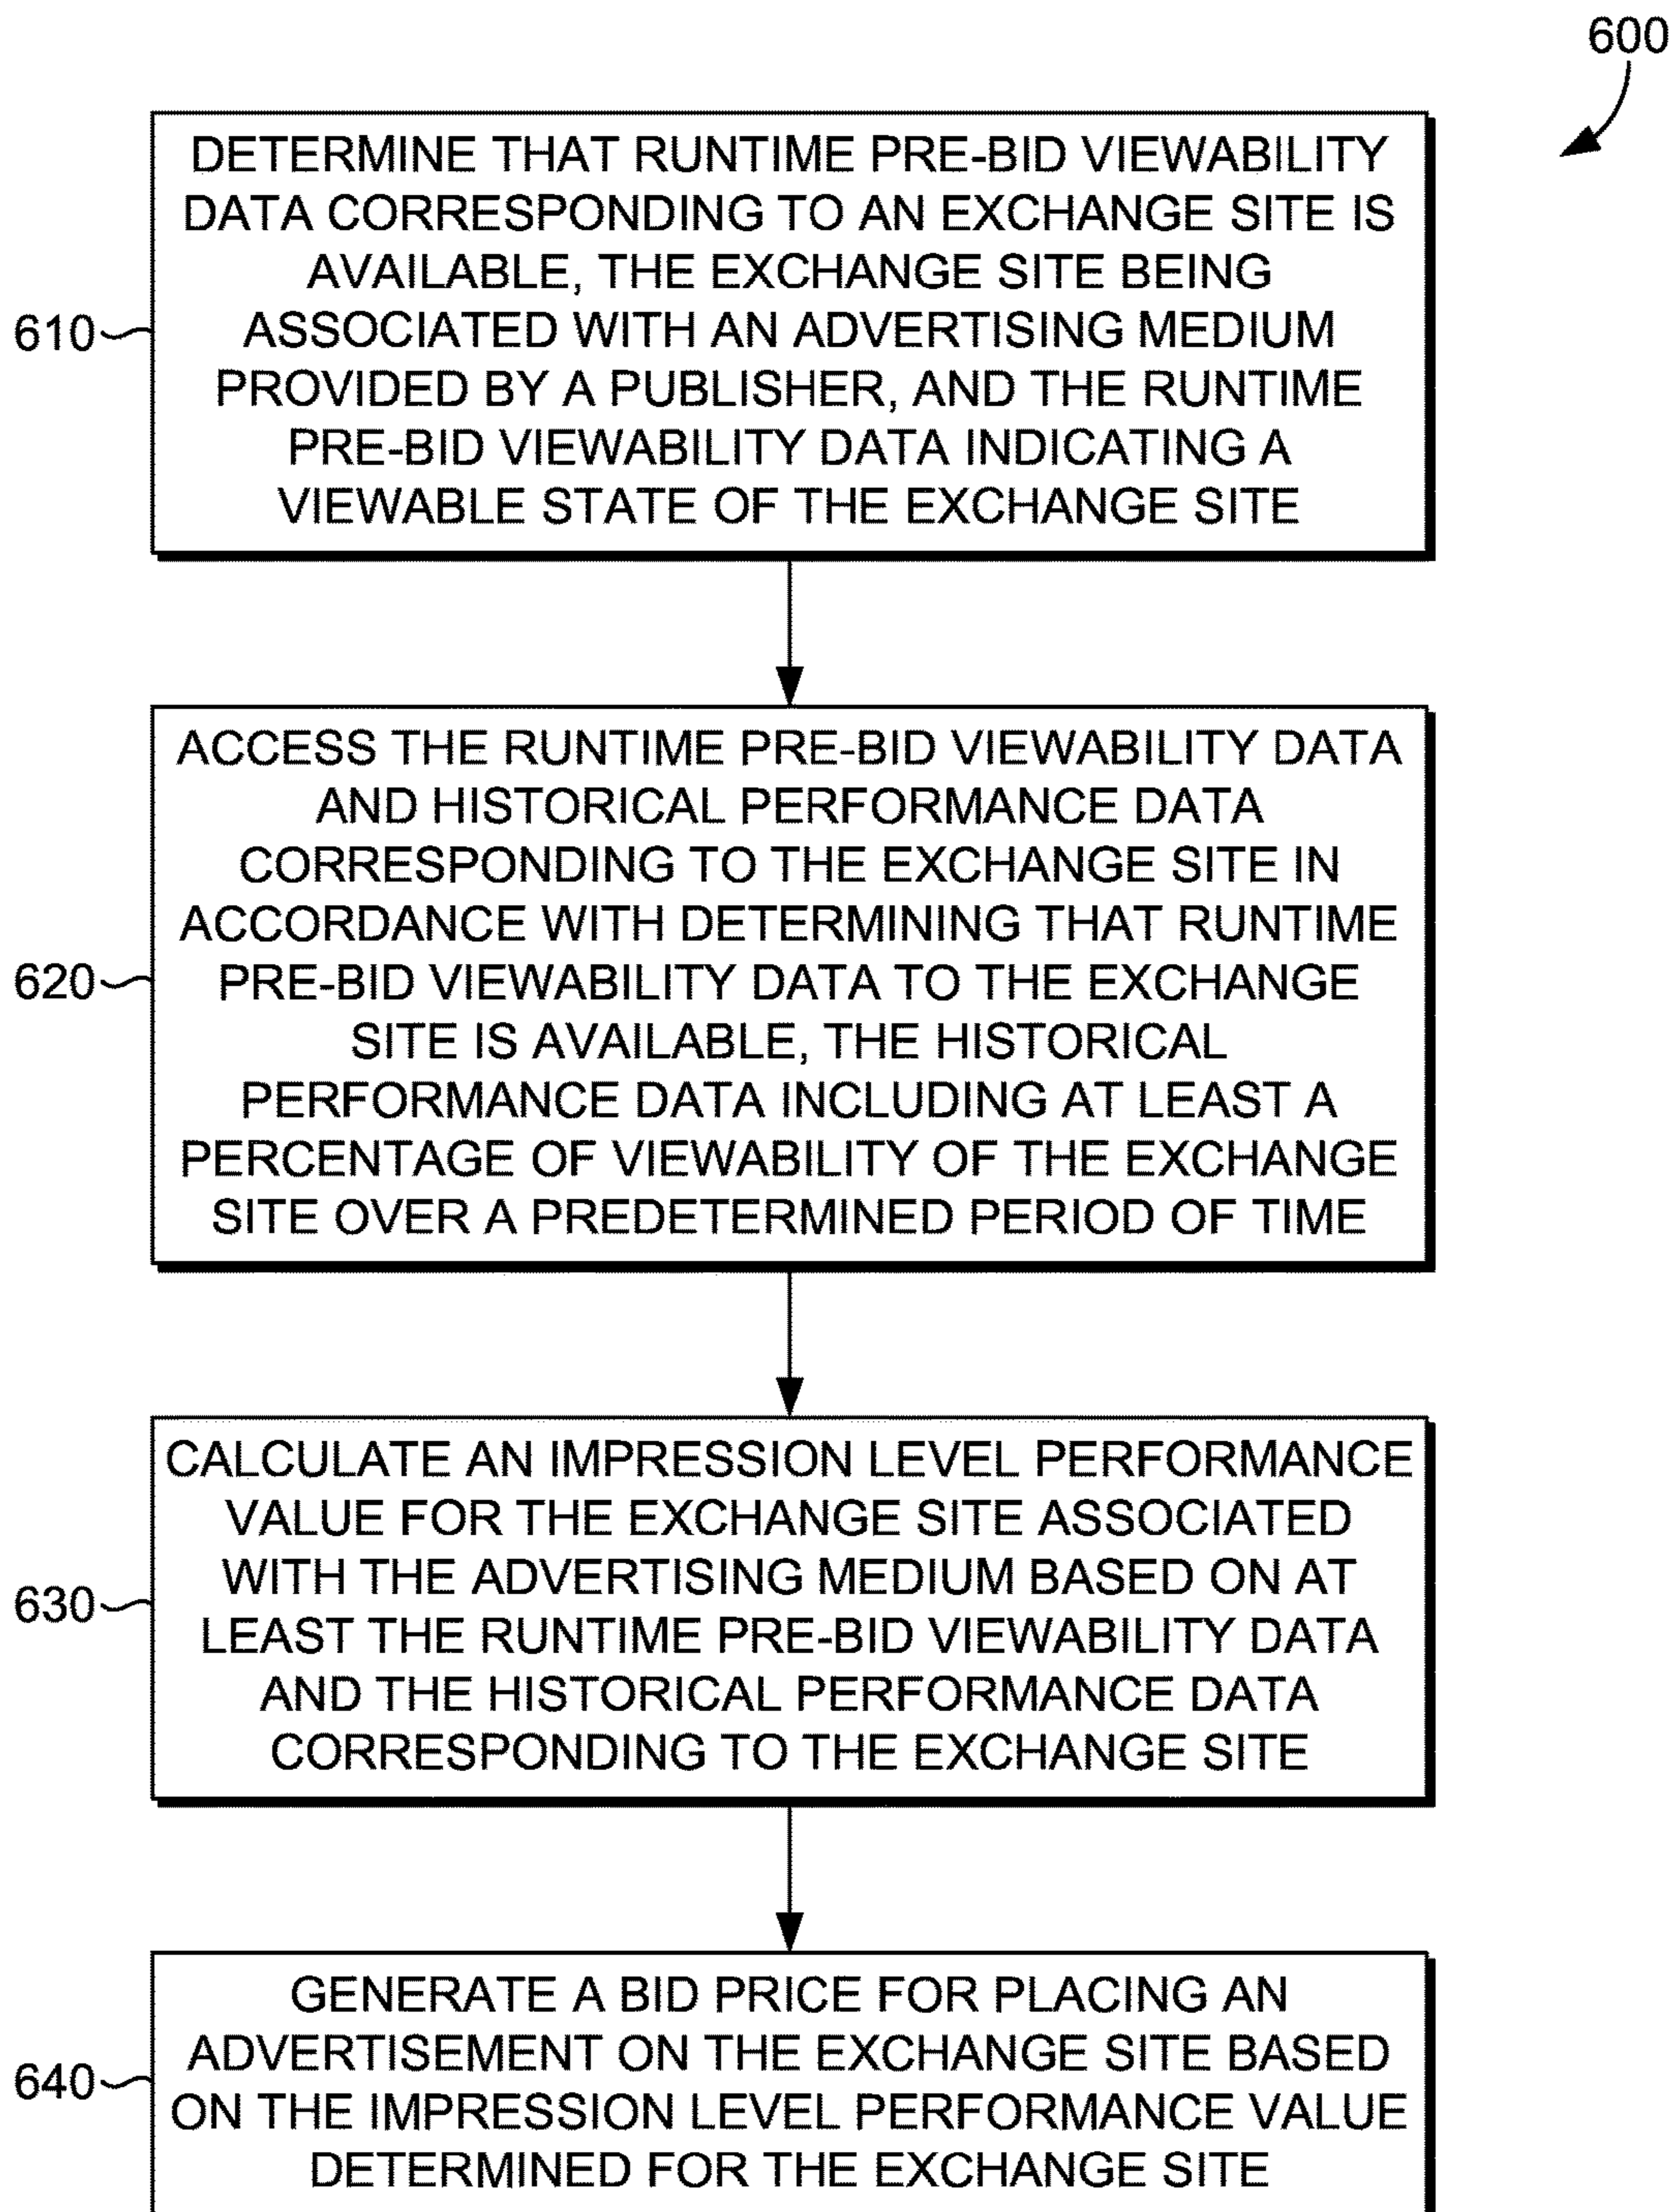 600
DETERMINE THAT RUNTIME PRE-BID VIEWABILITY
DATA CORRESPONDING TO AN EXCHANGE SITE IS
AVAILABLE, THE EXCHANGE SITE BEING
ASSOCIATED WITH AN ADVERTISING MEDIUM
PROVIDED BY A PUBLISHER, AND THE RUNTIME
PRE-BID VIEWABILITY DATA INDICATING A
VIEWABLE STATE OF THE EXCHANGE SITE
610
ACCESS THE RUNTIME PRE-BID VIEWABILITY DATA
AND HISTORICAL PERFORMANCE DATA
CORRESPONDING TO THE EXCHANGE SITE IN
ACCORDANCE WITH DETERMINING THAT RUNTIME
PRE-BID VIEWABILITY DATA TO THE EXCHANGE
SITE IS AVAILABLE, THE HISTORICAL
PERFORMANCE DATA INCLUDING AT LEAST A
PERCENTAGE OF VIEWABILITY OF THE EXCHANGE
SITE OVER A PREDETERMINED PERIOD OF TIME
620
CALCULATE AN IMPRESSION LEVEL PERFORMANCE
VALUE FOR THE EXCHANGE SITE ASSOCIATED
WITH THE ADVERTISING MEDIUM BASED ON AT
LEAST THE RUNTIME PRE-BID VIEWABILITY DATA
AND THE HISTORICAL PERFORMANCE DATA
CORRESPONDING TO THE EXCHANGE SITE
630
GENERATE A BID PRICE FOR PLACING AN
ADVERTISEMENT ON THE EXCHANGE SITE BASED
ON THE IMPRESSION LEVEL PERFORMANCE VALUE
DETERMINED FOR THE EXCHANGE SITE
640